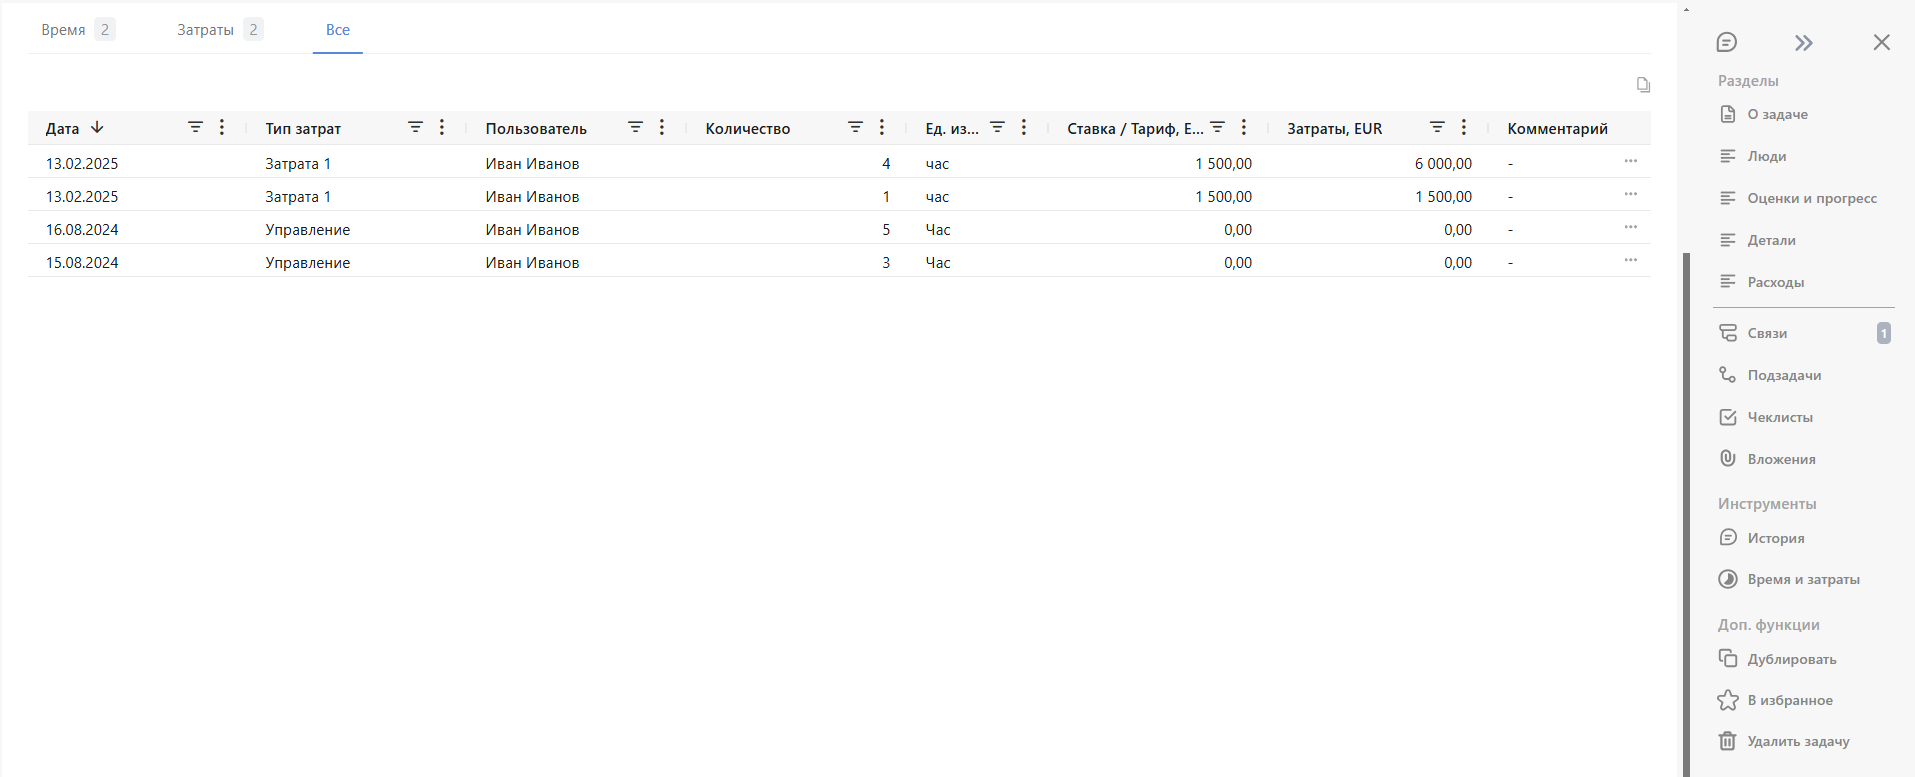 Время 2 Затраты 2 Все
Дата Тип затрат Пользователь Количество Ед. из... Ставка / Тариф, E... Затраты, EUR Комментарий
13.02.2025 Затрата 1 Иван Иванов 4 час 1 500,00 6 000,00 -
13.02.2025 Затрата 1 Иван Иванов 1 час 1 500,00 1 500,00 -
16.08.2024 Управление Иван Иванов 5 Час 0,00 0,00 -
15.08.2024 Управление Иван Иванов 3 Час 0,00 0,00 -
Разделы
О задаче
Люди
Оценки и прогресс
Детали
Расходы
Связи 1
Подзадачи
Чеклисты
Вложения
Инструменты
История
Время и затраты
Доп. функции
Дублировать
В избранное
Удалить задачу